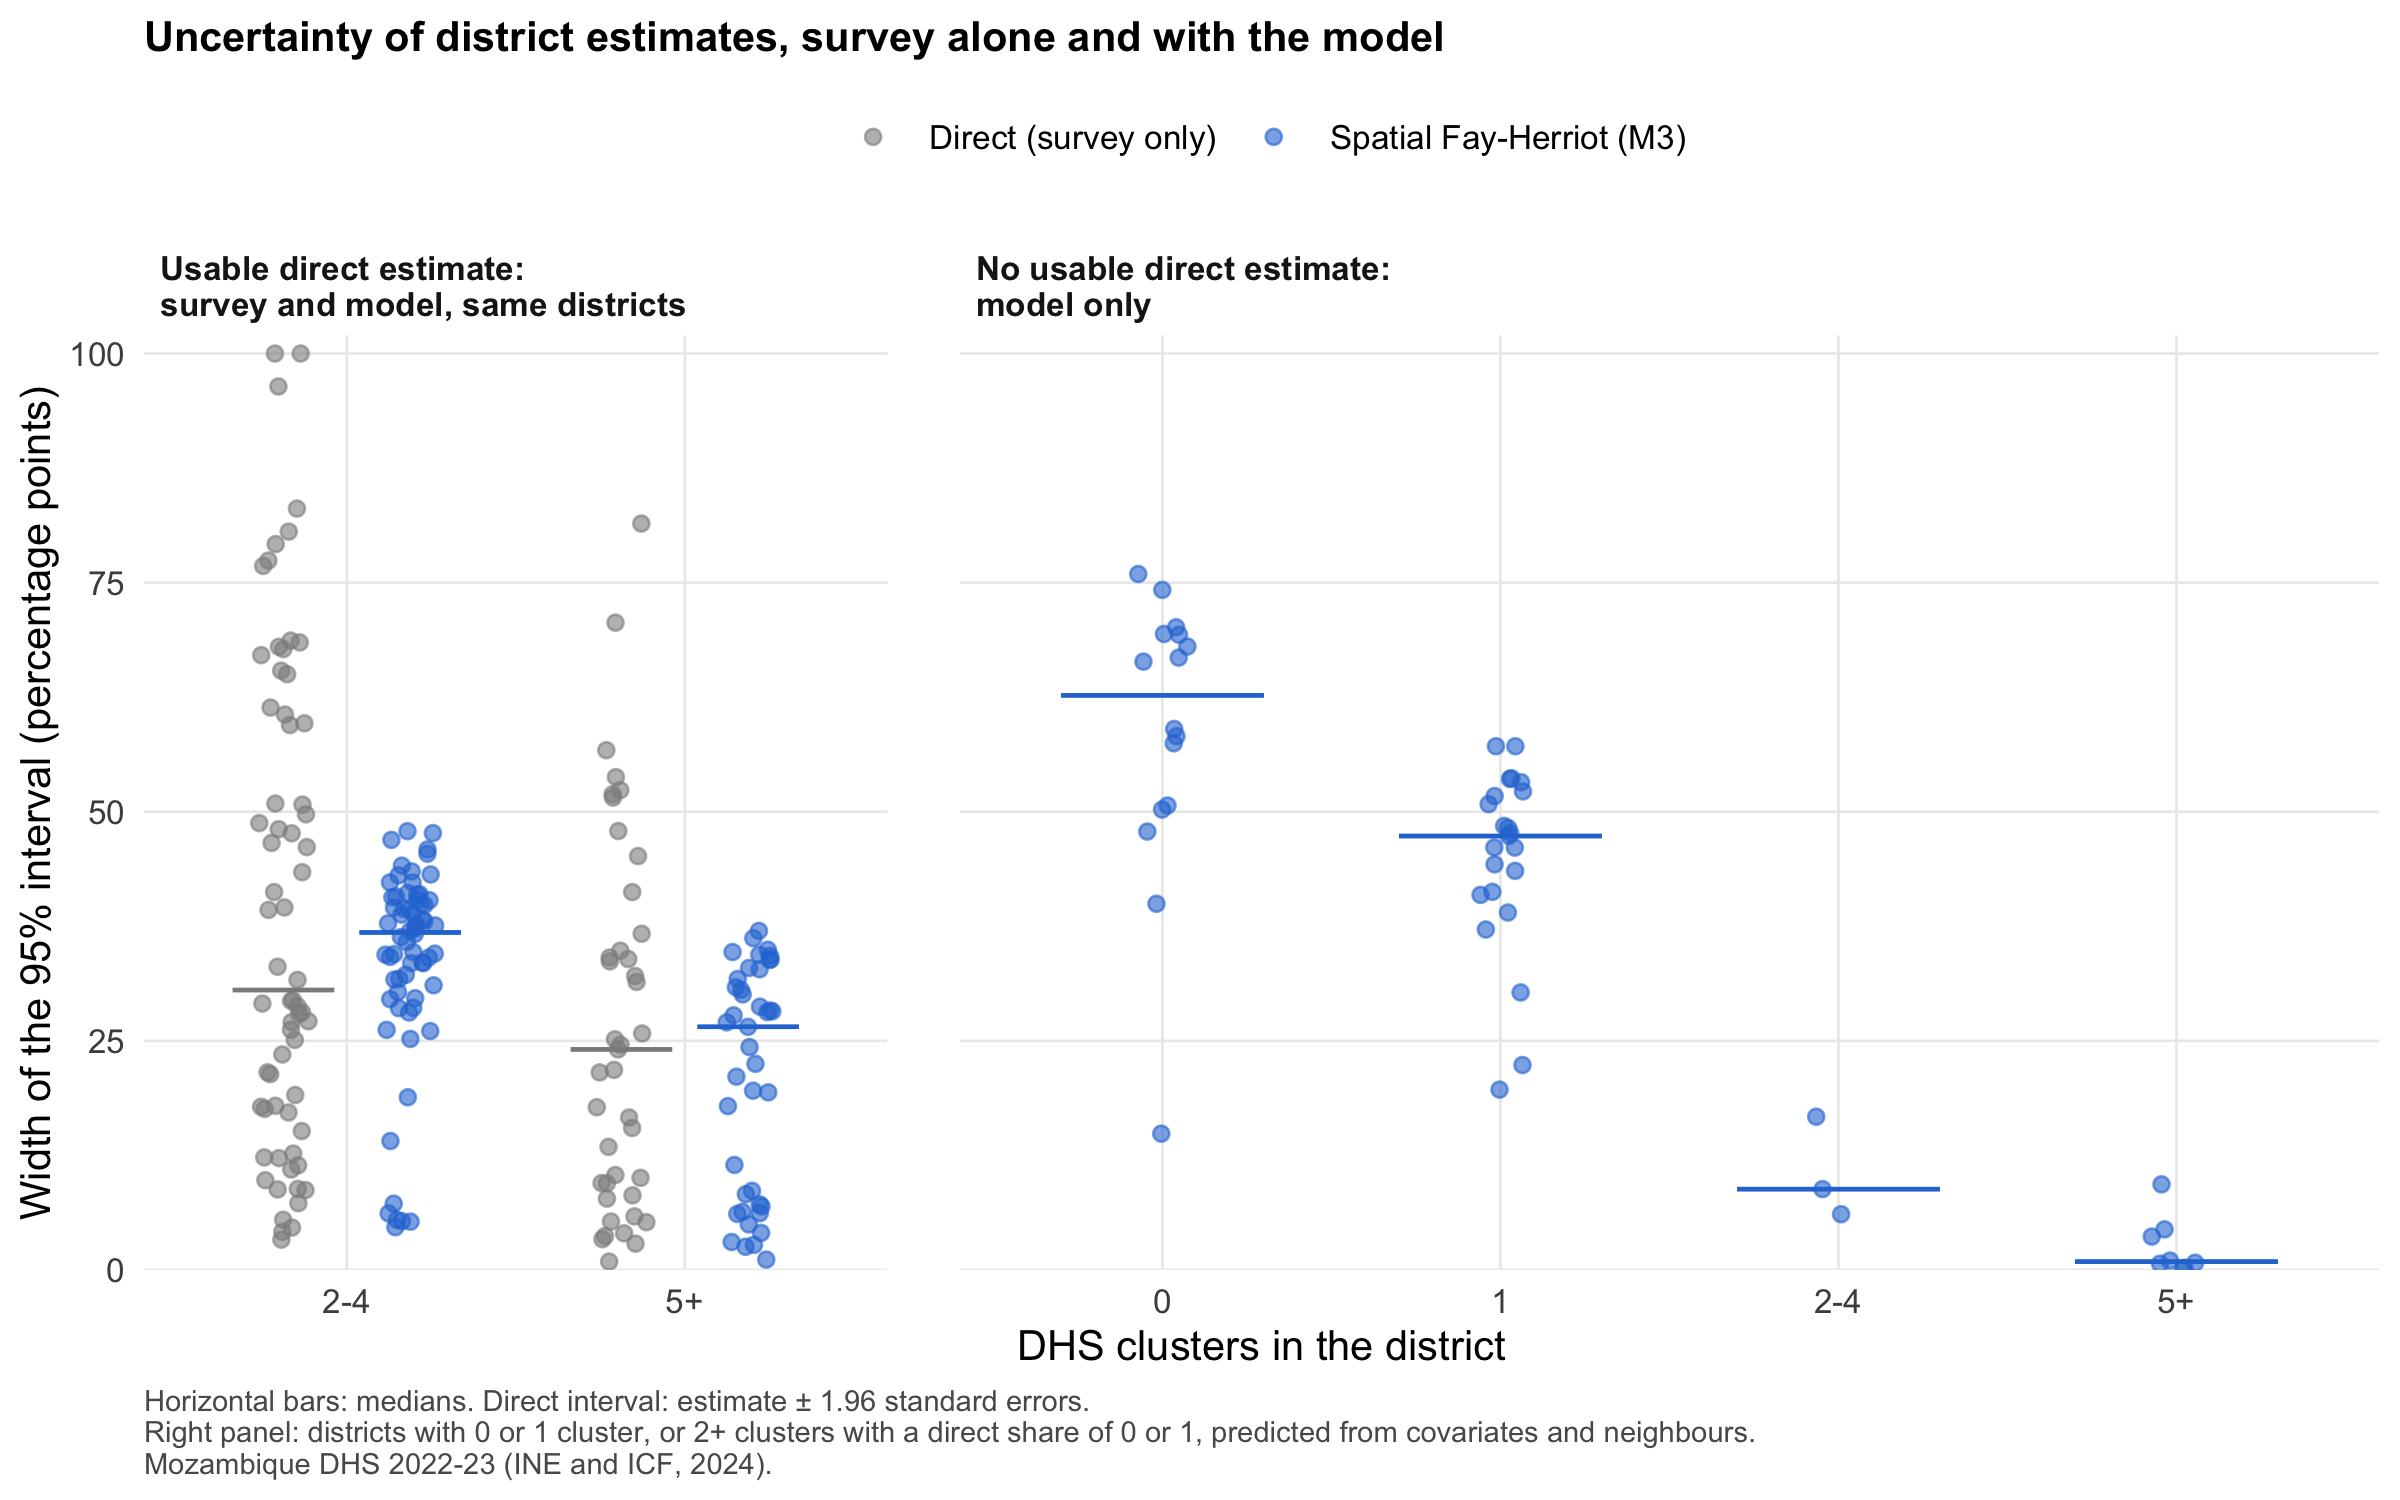 Uncertainty of district estimates, survey alone and with the model
Direct (survey only)
Spatial Fay-Herriot (M3)
Usable direct estimate:
survey and model, same districts
No usable direct estimate:
model only
Width of the 95% interval (percentage points)
100
75
50
25
0
2-4
5+
0
1
2-4
5+
DHS clusters in the district
Horizontal bars: medians. Direct interval: estimate ± 1.96 standard errors.
Right panel: districts with 0 or 1 cluster, or 2+ clusters with a direct share of 0 or 1, predicted from covariates and neighbours.
Mozambique DHS 2022-23 (INE and ICF, 2024).